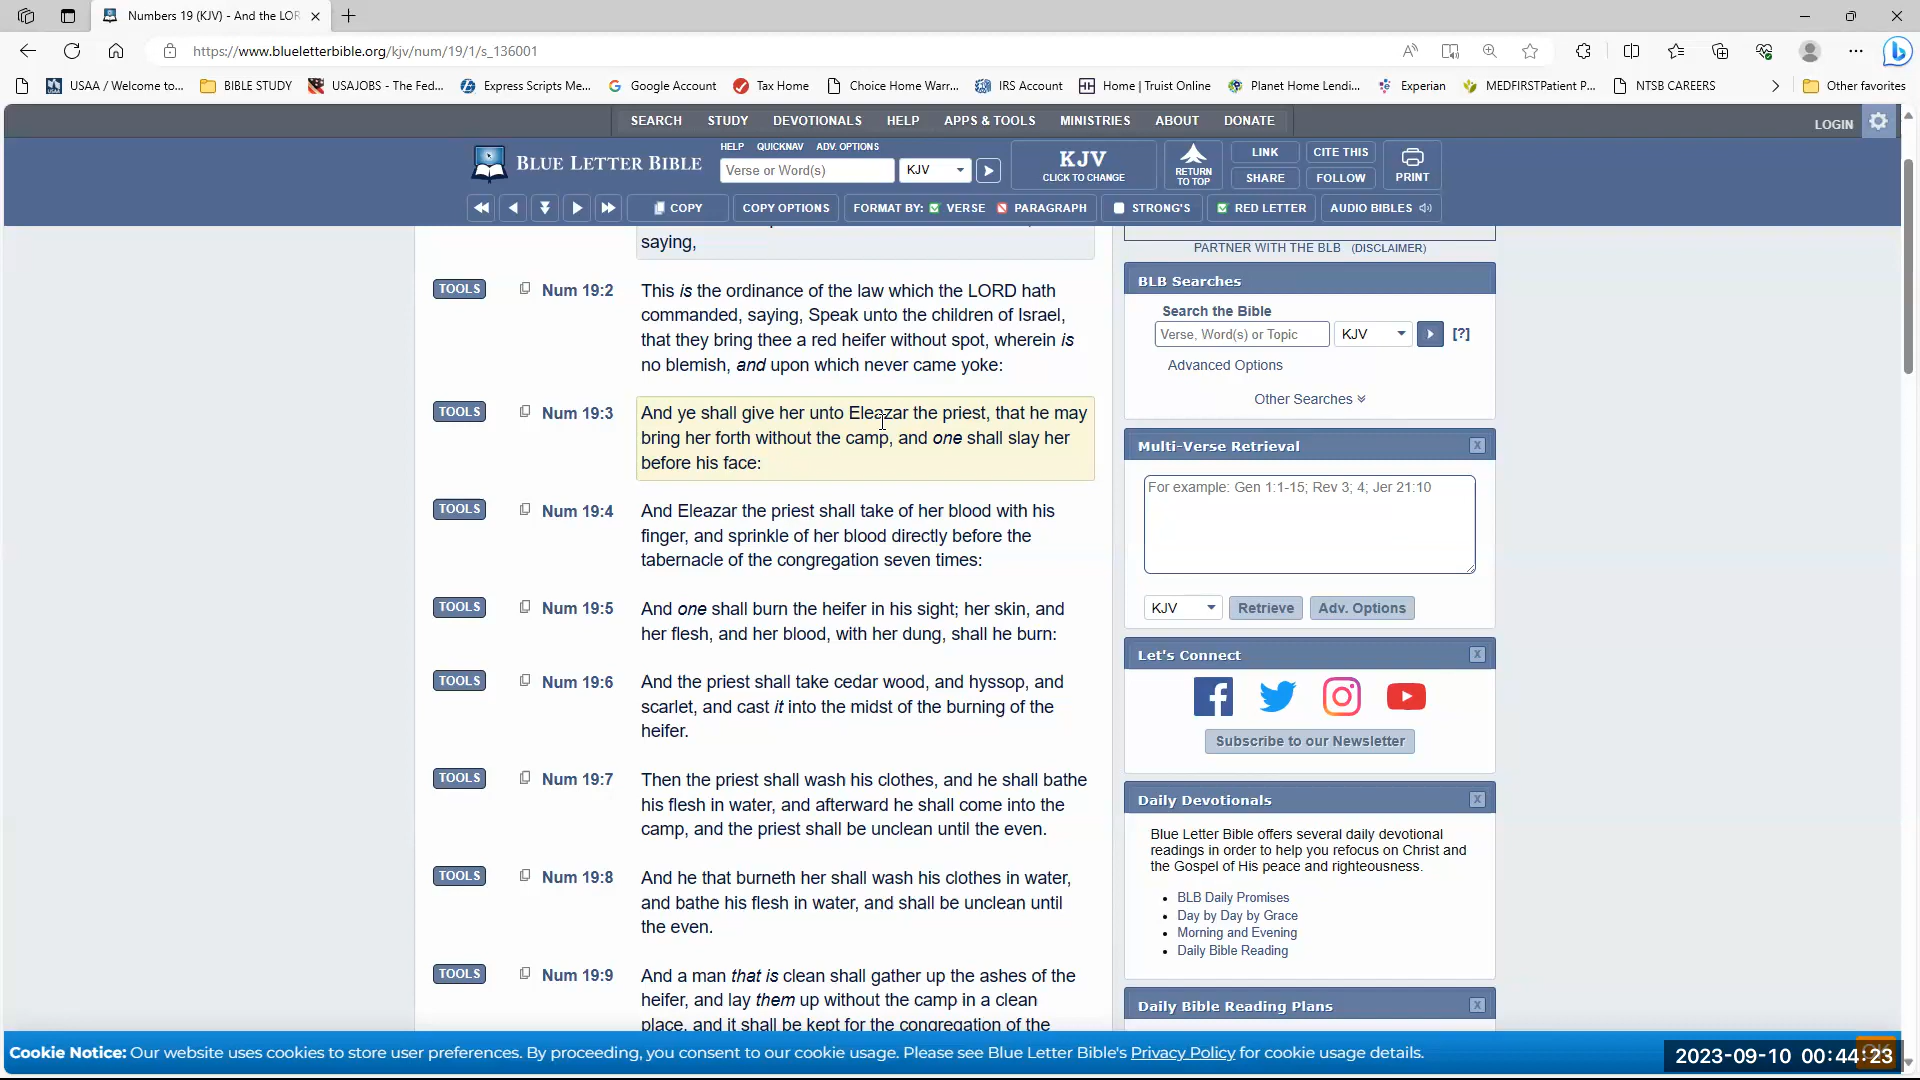 Numbers 19 (KJV) - And the LOR
https://www.blueletterbible.org/kjv/num/19/1/s_136001
USAA / Welcome to... BIBLE STUDY USAJOBS - The Fed... Express Scripts Me... Google Account Tax Home Choice Home Warr... IRS Account Home | Truist Online Planet Home Lendi... Experian MEDFIRSTPatient P... NTSB CAREERS Other favorites
SEARCH STUDY DEVOTIONALS HELP APPS & TOOLS MINISTRIES ABOUT DONATE
LOGIN
BLUE LETTER BIBLE
HELP QUICKNAV ADV. OPTIONS
Verse or Word(s) KJV
KJV
CLICK TO CHANGE
RETURN
TO TOP
LINK CITE THIS
SHARE FOLLOW
PRINT
COPY COPY OPTIONS FORMAT BY: VERSE PARAGRAPH STRONG'S RED LETTER AUDIO BIBLES
saying,
TOOLS Num 19:2 This is the ordinance of the law which the LORD hath
commanded, saying, Speak unto the children of Israel,
that they bring thee a red heifer without spot, wherein is
no blemish, and upon which never came yoke:
TOOLS Num 19:3 And ye shall give her unto Eleazar the priest, that he may
bring her forth without the camp, and one shall slay her
before his face:
TOOLS Num 19:4 And Eleazar the priest shall take of her blood with his
finger, and sprinkle of her blood directly before the
tabernacle of the congregation seven times:
TOOLS Num 19:5 And one shall burn the heifer in his sight; her skin, and
her flesh, and her blood, with her dung, shall he burn:
TOOLS Num 19:6 And the priest shall take cedar wood, and hyssop, and
scarlet, and cast it into the midst of the burning of the
heifer.
TOOLS Num 19:7 Then the priest shall wash his clothes, and he shall bathe
his flesh in water, and afterward he shall come into the
camp, and the priest shall be unclean until the even.
TOOLS Num 19:8 And he that burneth her shall wash his clothes in water,
and bathe his flesh in water, and shall be unclean until
the even.
TOOLS Num 19:9 And a man that is clean shall gather up the ashes of the
heifer, and lay them up without the camp in a clean
place, and it shall be kept for the congregation of the
PARTNER WITH THE BLB (DISCLAIMER)
BLB Searches
Search the Bible
Verse, Word(s) or Topic KJV [?]
Advanced Options
Other Searches
Multi-Verse Retrieval X
For example: Gen 1:1-15; Rev 3; 4; Jer 21:10
KJV Retrieve Adv. Options
Let's Connect X
Subscribe to our Newsletter
Daily Devotionals X
Blue Letter Bible offers several daily devotional
readings in order to help you refocus on Christ and
the Gospel of His peace and righteousness.
BLB Daily Promises
Day by Day by Grace
Morning and Evening
Daily Bible Reading
Daily Bible Reading Plans X
Cookie Notice: Our website uses cookies to store user preferences. By proceeding, you consent to our cookie usage. Please see Blue Letter Bible's Privacy Policy for cookie usage details.
2023-09-10 00:44:23